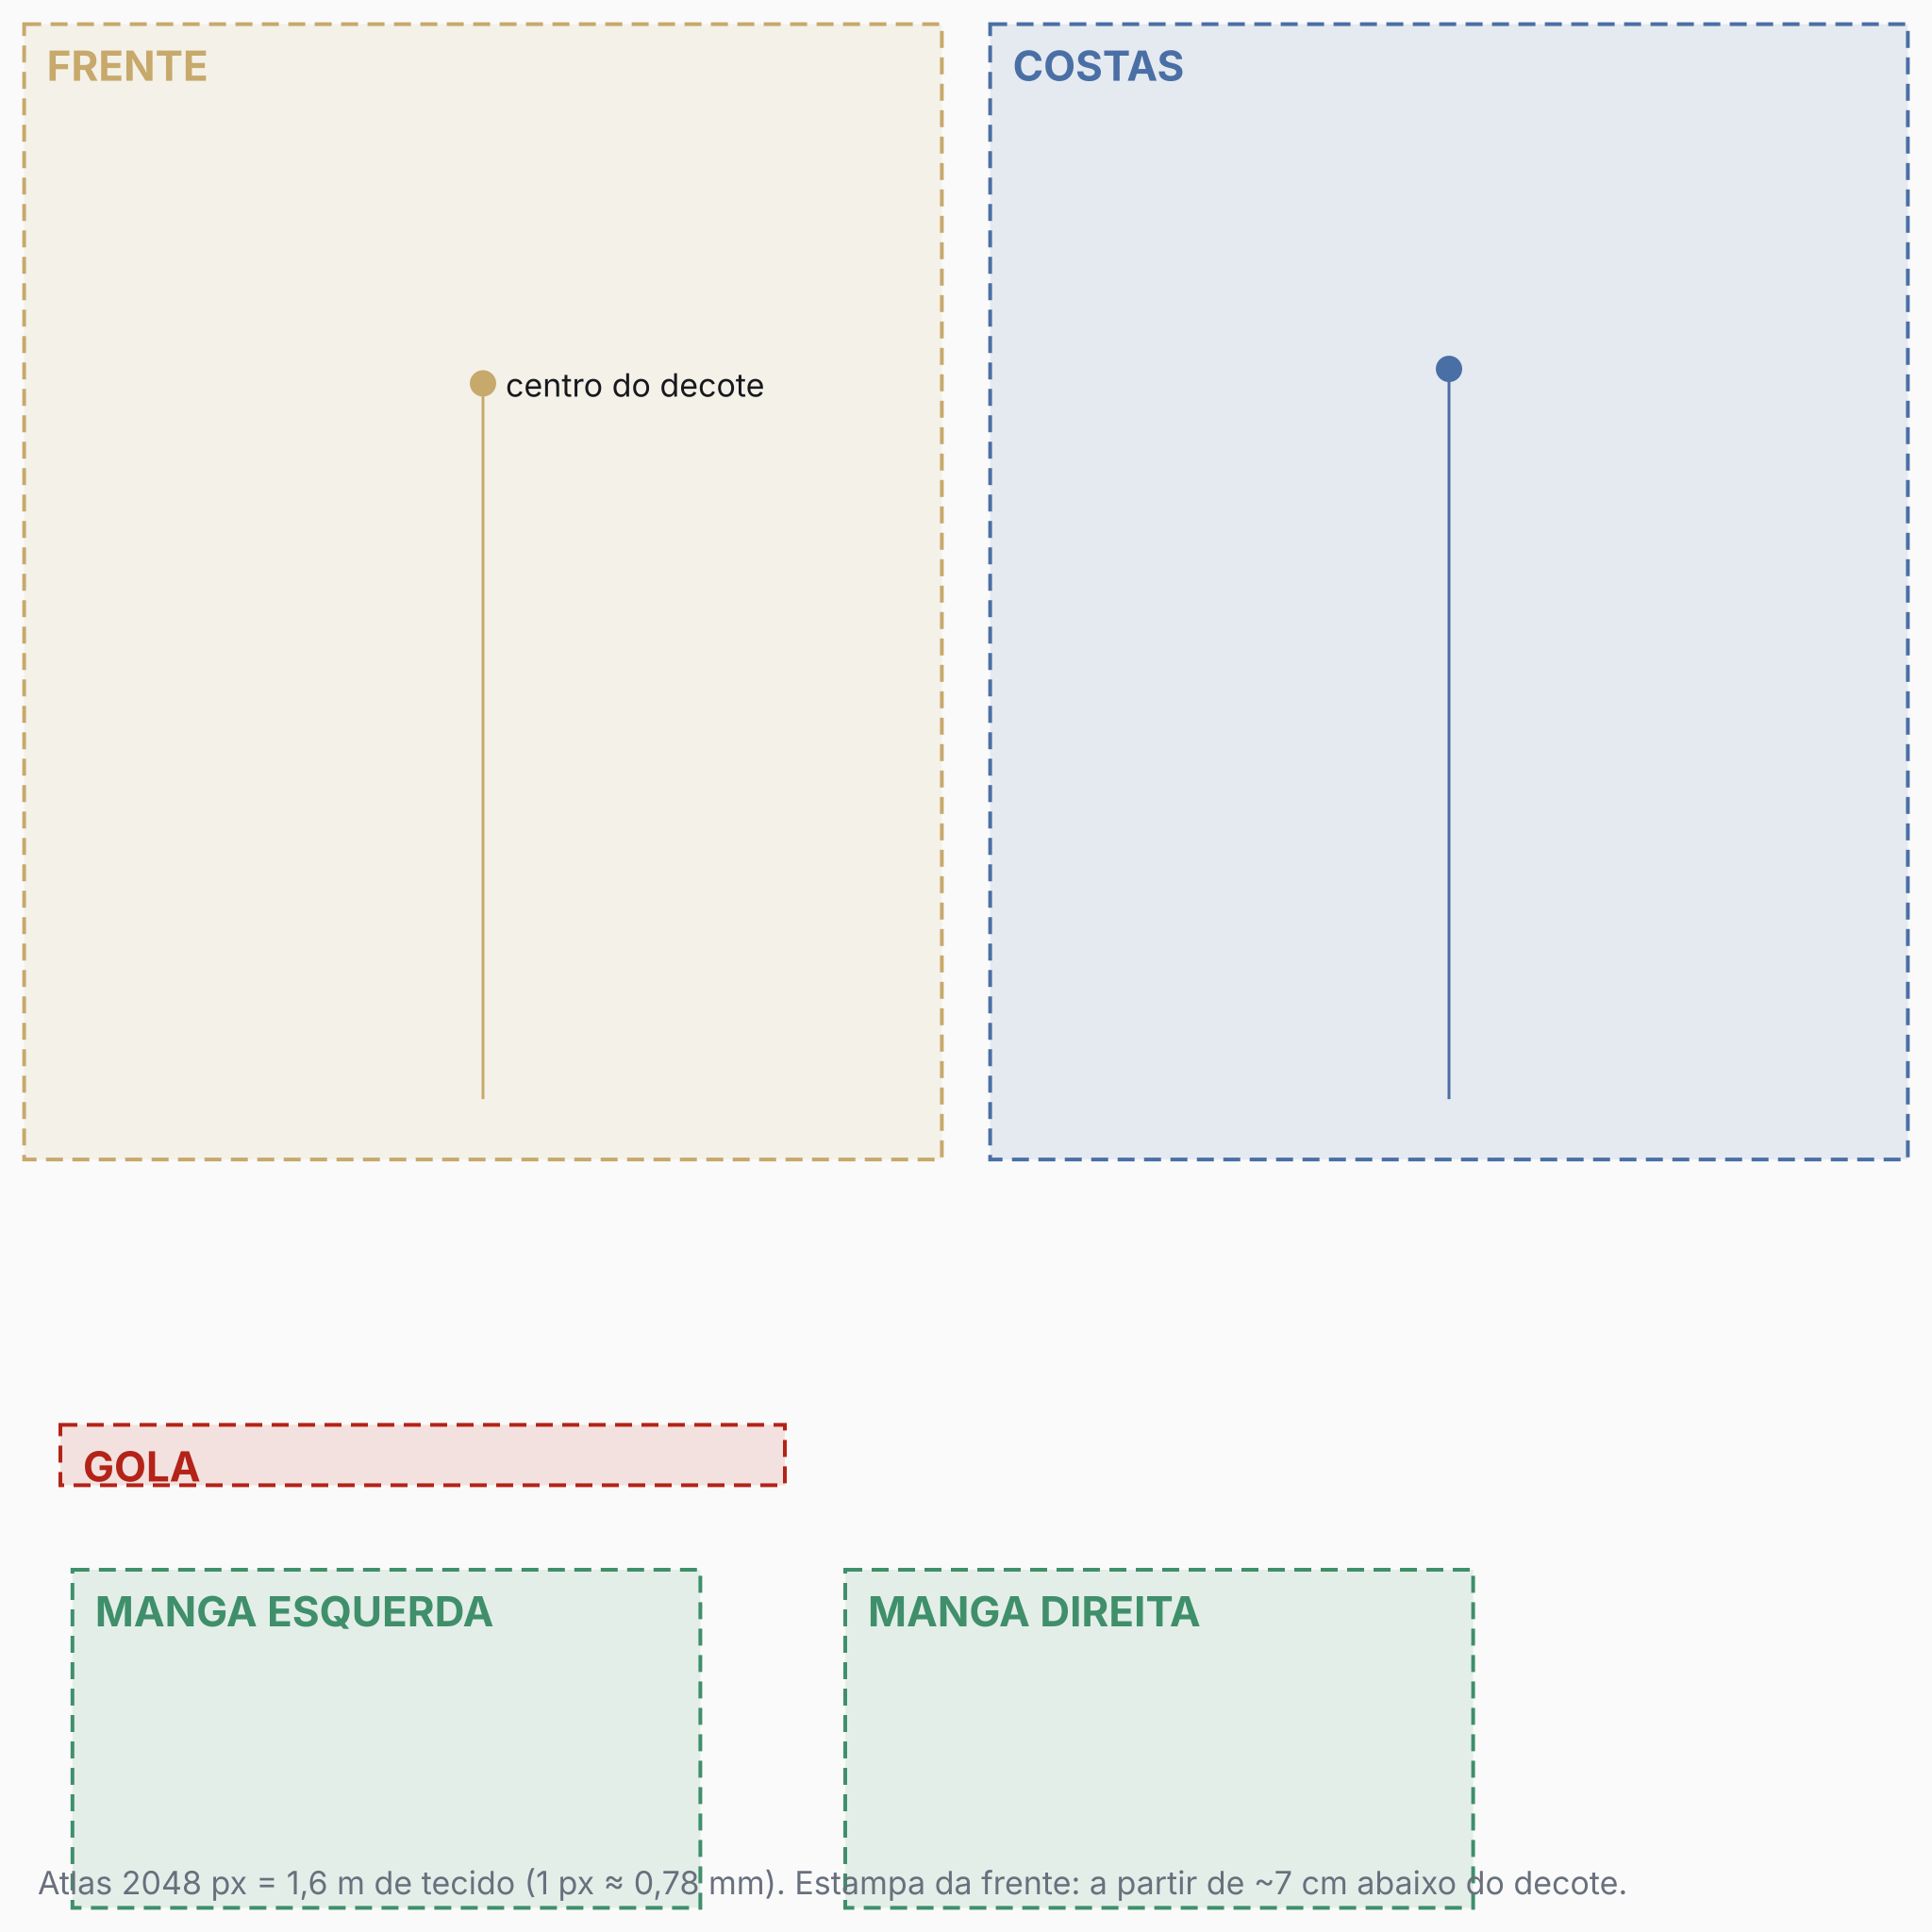 FRENTE
COSTAS
centro do decote
GOLA
MANGA ESQUERDA
MANGA DIREITA
Atlas 2048 px = 1,6 m de tecido (1 px ≈ 0,78 mm). Estampa da frente: a partir de ~7 cm abaixo do decote.